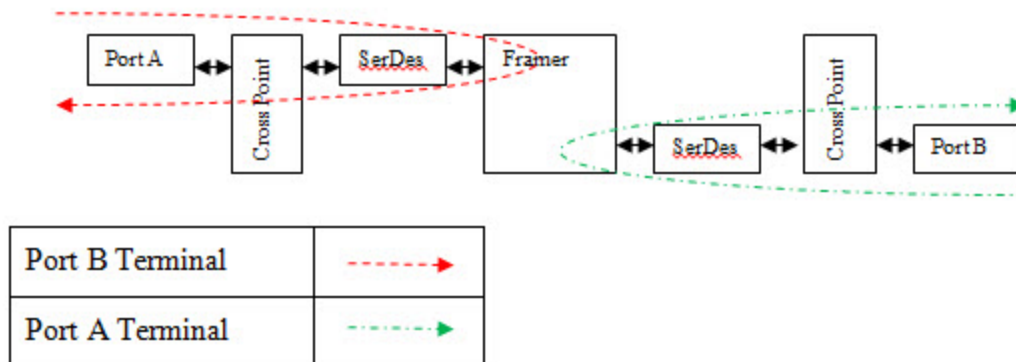 Port A
Cross Point
SerDes
Framer
SerDes
Cross Point
Port B
Port B Terminal
Port A Terminal